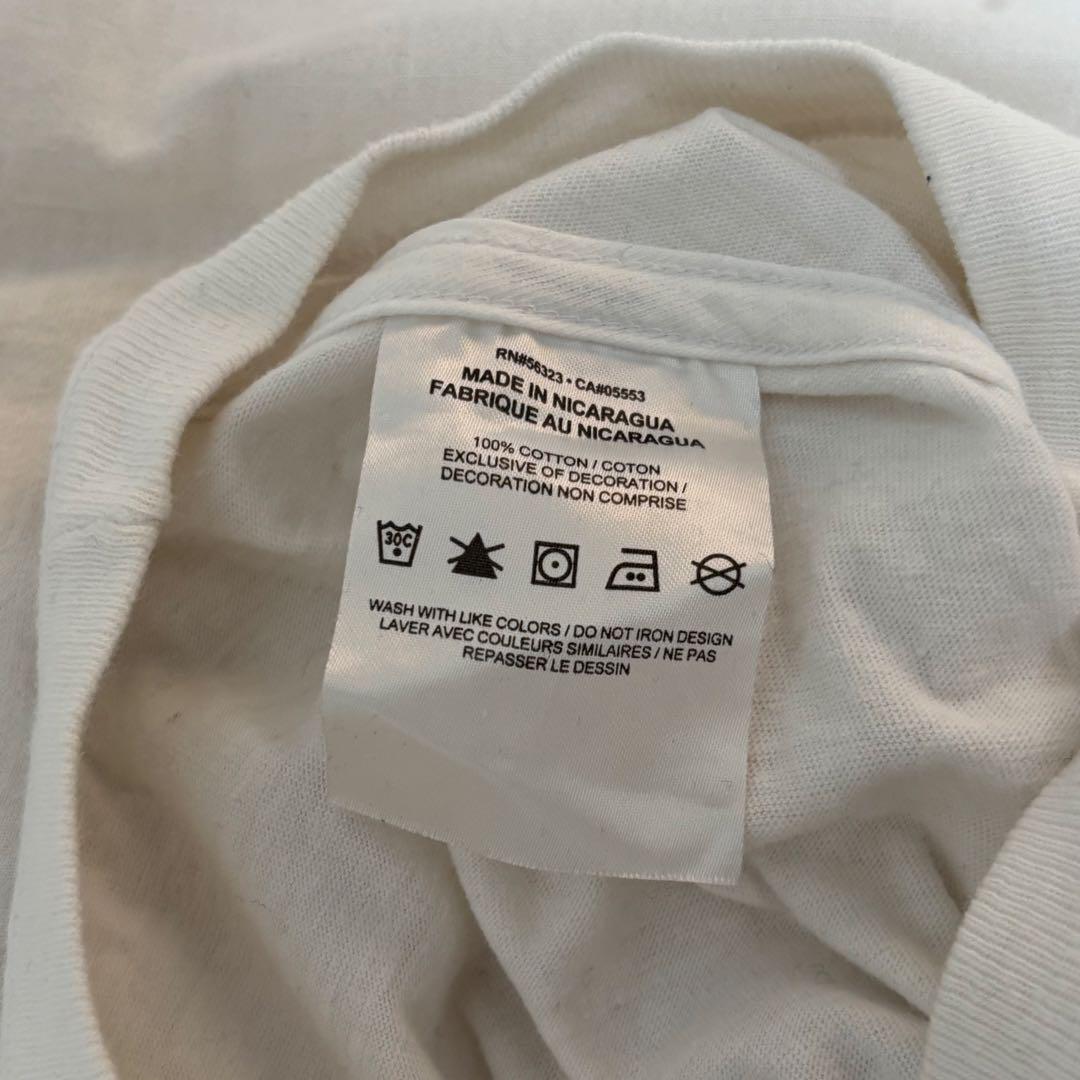 RN#56323 • CA#05553
MADE IN NICARAGUA
FABRIQUE AU NICARAGUA
100% COTTON / COTON
EXCLUSIVE OF DECORATION /
DECORATION NON COMPRISE
30C
WASH WITH LIKE COLORS / DO NOT IRON DESIGN
LAVER AVEC COULEURS SIMILAIRES / NE PAS
REPASSER LE DESSIN